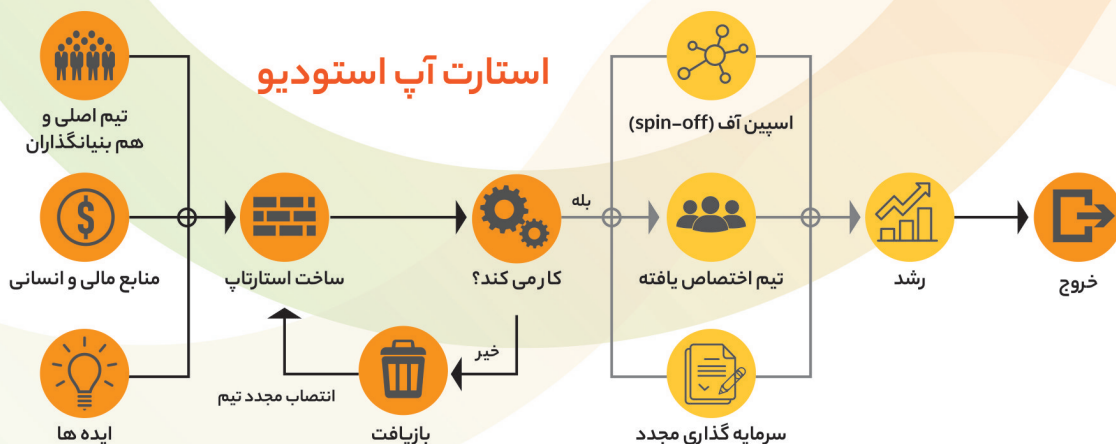 استارت آپ استودیو
تیم اصلی و
هم بنیانگذاران
منابع مالی و انسانی
ایده ها
ساخت استارتاپ
کار می کند؟
خیر
بازیافت
انتصاب مجدد تیم
بله
اسپین آف (spin-off)
تیم اختصاص یافته
سرمایه گذاری مجدد
رشد
خروج